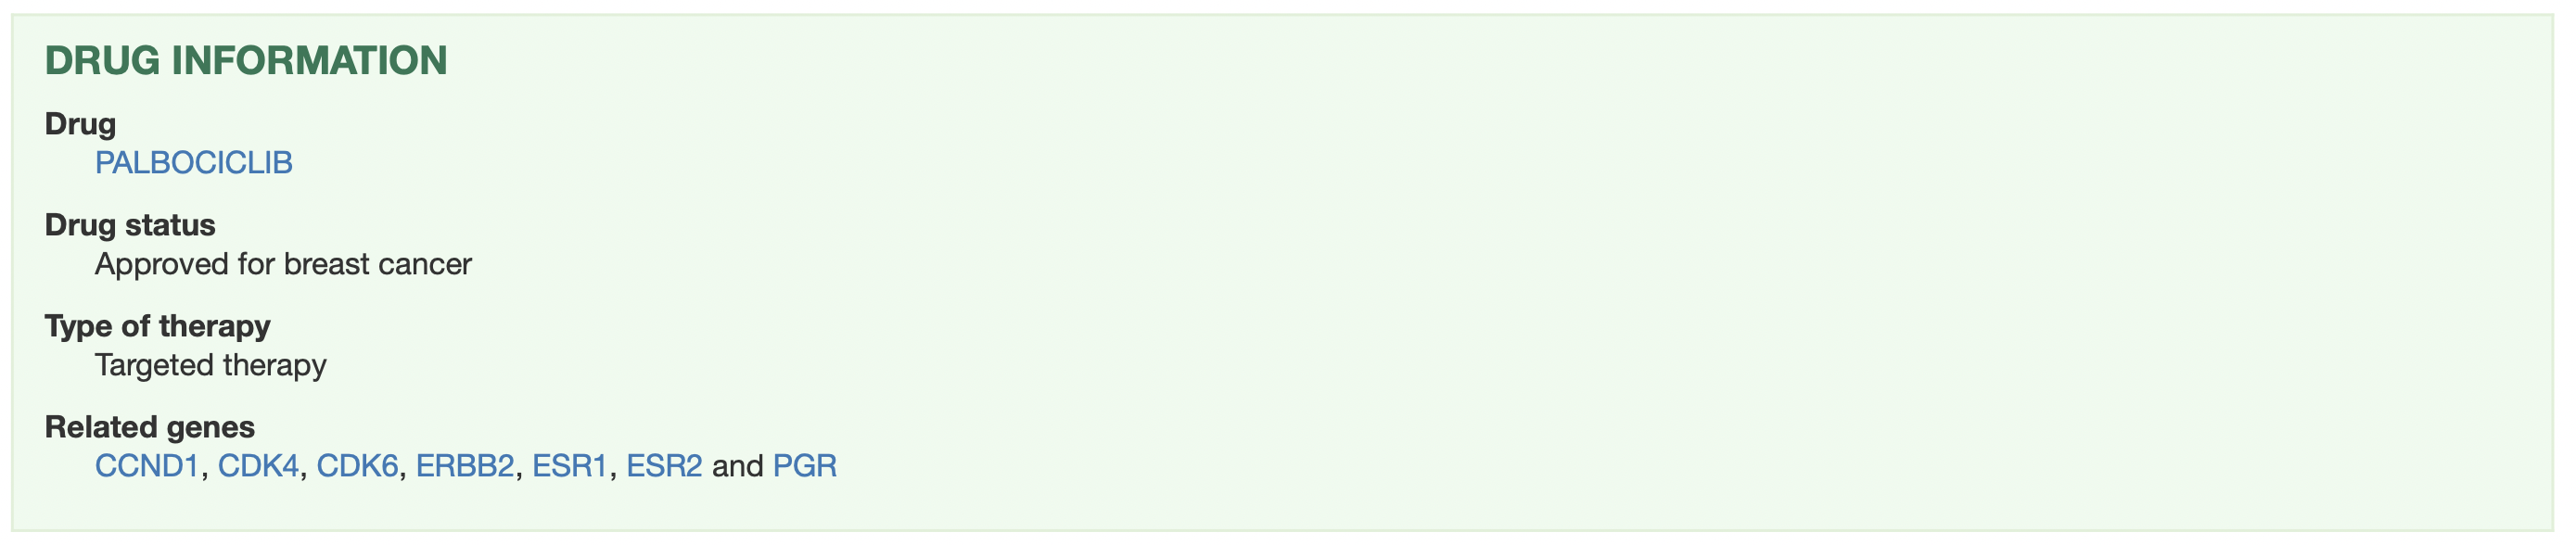 DRUG INFORMATION
Drug
PALBOCICLIB
Drug status
Approved for breast cancer
Type of therapy
Targeted therapy
Related genes
CCND1, CDK4, CDK6, ERBB2, ESR1, ESR2 and PGR